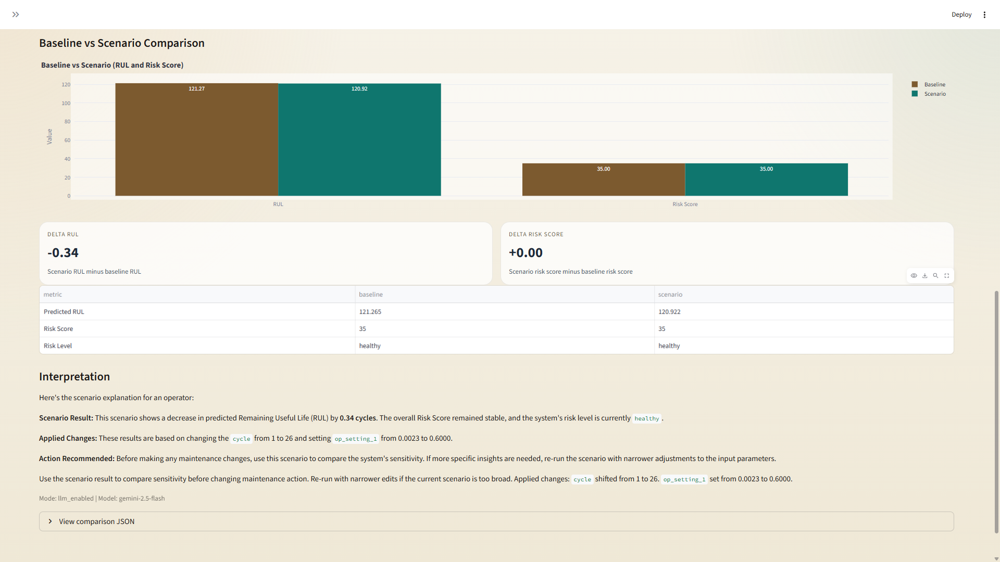 Deploy
Baseline vs Scenario Comparison
Baseline vs Scenario (RUL and Risk Score)
Value
120
100
80
60
40
20
0
121.27
120.92
35.00
35.00
RUL
Risk Score
Baseline
Scenario
DELTA RUL
-0.34
Scenario RUL minus baseline RUL
DELTA RISK SCORE
+0.00
Scenario risk score minus baseline risk score
metric baseline scenario
Predicted RUL 121.265 120.922
Risk Score 35 35
Risk Level healthy healthy
Interpretation
Here's the scenario explanation for an operator:
Scenario Result: This scenario shows a decrease in predicted Remaining Useful Life (RUL) by 0.34 cycles. The overall Risk Score remained stable, and the system's risk level is currently healthy.
Applied Changes: These results are based on changing the cycle from 1 to 26 and setting op_setting_1 from 0.0023 to 0.6000.
Action Recommended: Before making any maintenance changes, use this scenario to compare the system's sensitivity. If more specific insights are needed, re-run the scenario with narrower adjustments to the input parameters.
Use the scenario result to compare sensitivity before changing maintenance action. Re-run with narrower edits if the current scenario is too broad. Applied changes: cycle shifted from 1 to 26. op_setting_1 set from 0.0023 to 0.6000.
Mode: llm_enabled | Model: gemini-2.5-flash
View comparison JSON